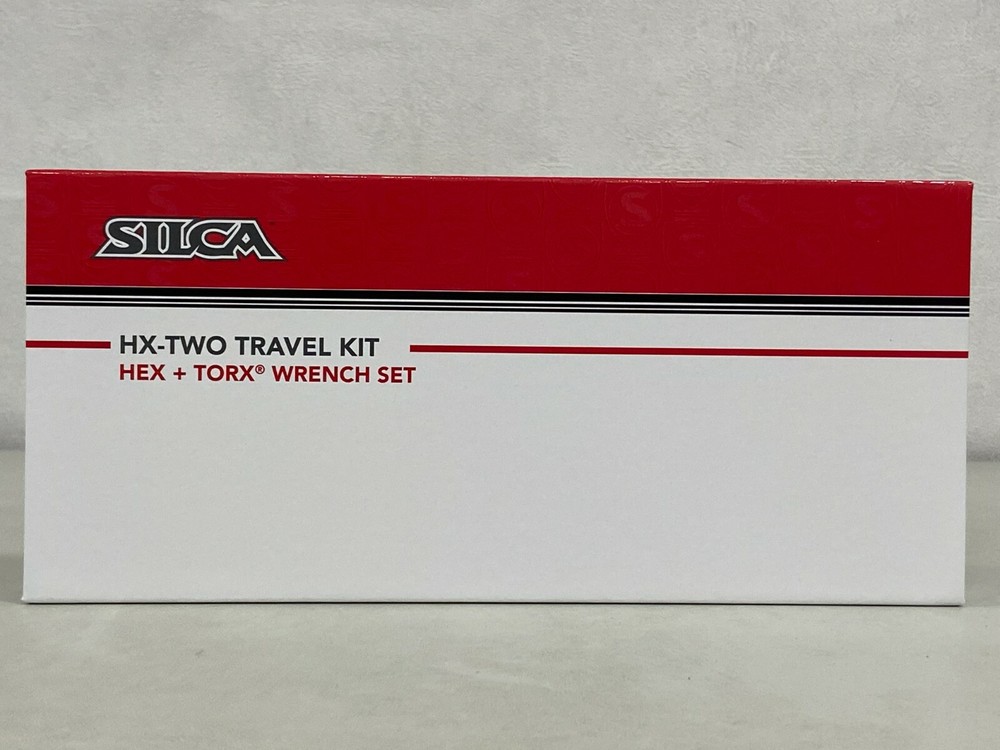 SILCA
HX-TWO TRAVEL KIT
HEX + TORX® WRENCH SET